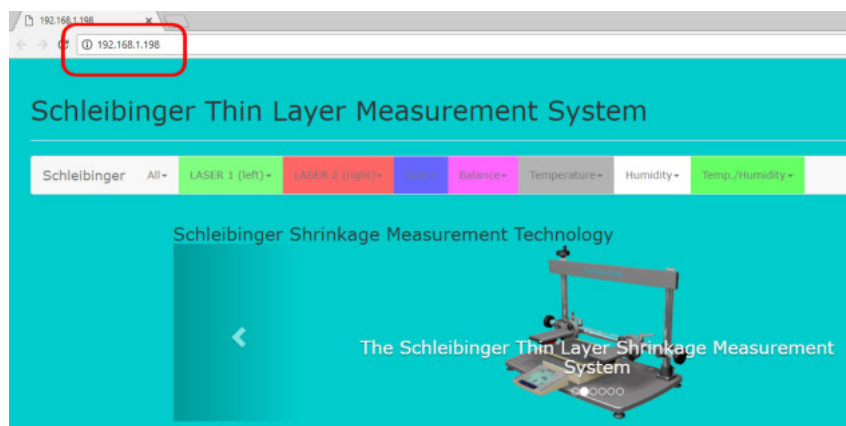 192.168.1.198
192.168.1.198
Schleibinger Thin Layer Measurement System
Schleibinger All LASER 1 (left) LASER 2 (right) Balance Temperature Humidity Temp./Humidity
Schleibinger Shrinkage Measurement Technology
The Schleibinger Thin Layer Shrinkage Measurement
System